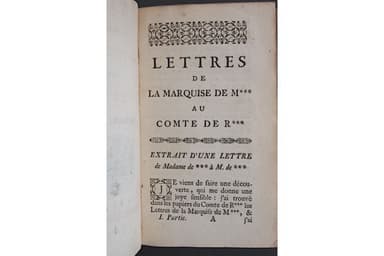 LETTRES
DE
LA MARQUISE DE M***
AU
COMTE DE R***
EXTRAIT D'UNE LETTRE
de Madame de *** à M. de ***
JE viens de faire une décou-
verte, qui me donne une
joye sensible : j'ai trouvé
dans les papiers du Comte de R*** les
Lettres de la Marquise de M***, &
I. Partie. A j'ai